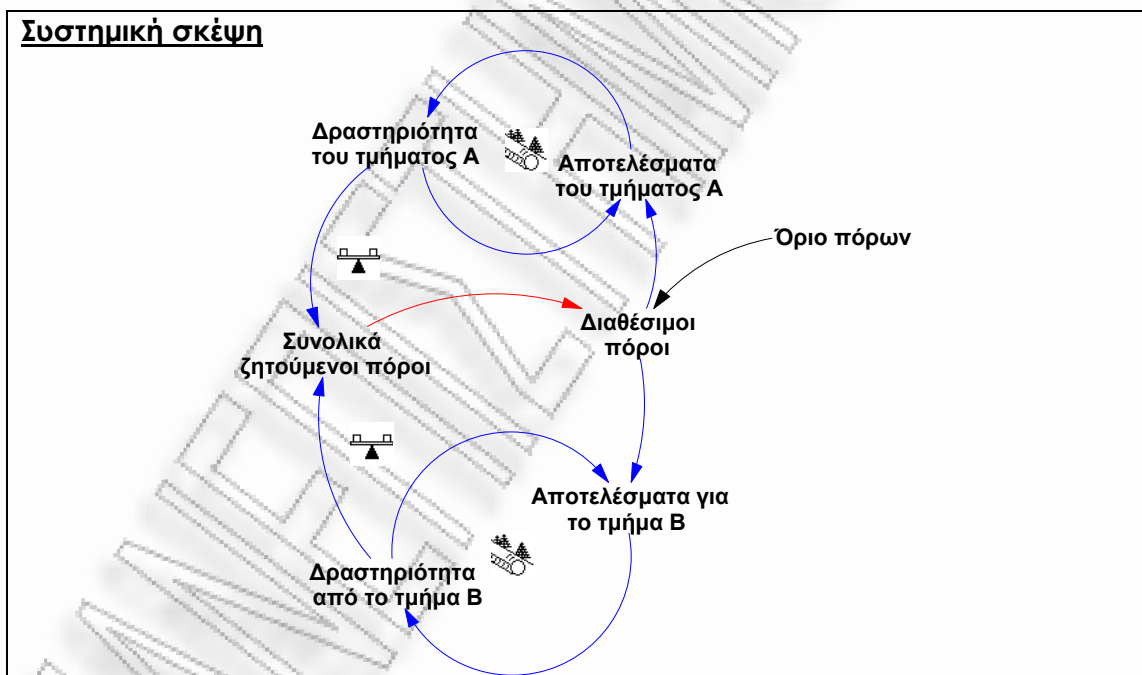 Συστημική σκέψη
Δραστηριότητα
του τμήματος Α
Αποτελέσματα
του τμήματος Α
Όριο πόρων
Διαθέσιμοι
πόροι
Συνολικά
ζητούμενοι πόροι
Αποτελέσματα για
το τμήμα Β
Δραστηριότητα
από το τμήμα Β